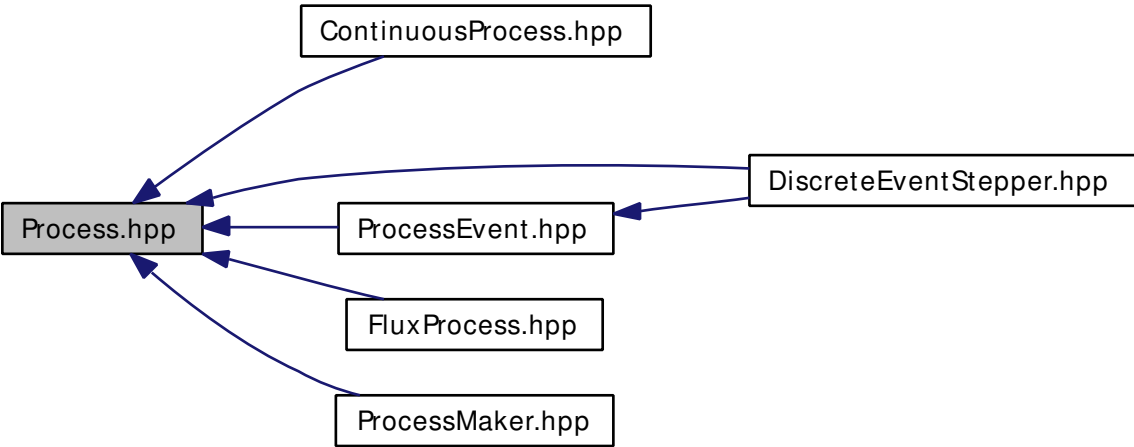 ContinuousProcess.hpp
DiscreteEventStepper.hpp
Process.hpp
ProcessEvent.hpp
FluxProcess.hpp
ProcessMaker.hpp